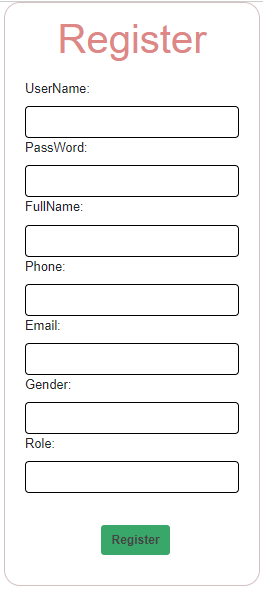 Register
UserName:
PassWord:
FullName:
Phone:
Email:
Gender:
Role:
Register